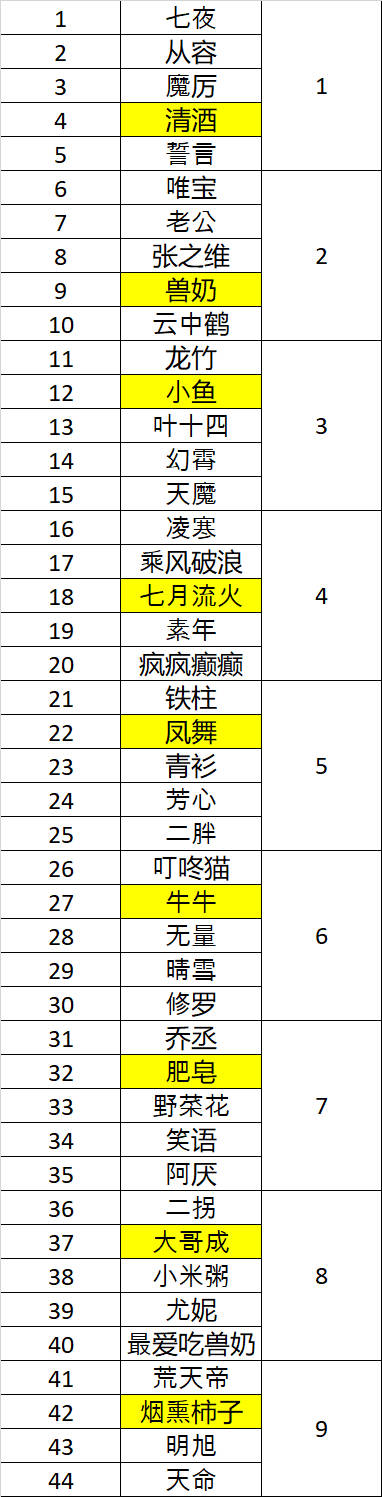 1 七夜 1
2 从容
3 魔厉
4 清酒
5 誓言
6 唯宝 2
7 老公
8 张之维
9 兽奶
10 云中鹤
11 龙竹 3
12 小鱼
13 叶十四
14 幻霄
15 天魔
16 凌寒 4
17 乘风破浪
18 七月流火
19 素年
20 疯疯癫癫
21 铁柱 5
22 凤舞
23 青衫
24 芳心
25 二胖
26 叮咚猫 6
27 牛牛
28 无量
29 晴雪
30 修罗
31 乔丞 7
32 肥皂
33 野菜花
34 笑语
35 阿厌
36 二拐 8
37 大哥成
38 小米粥
39 尤妮
40 最爱吃兽奶
41 荒天帝 9
42 烟熏柿子
43 明旭
44 天命